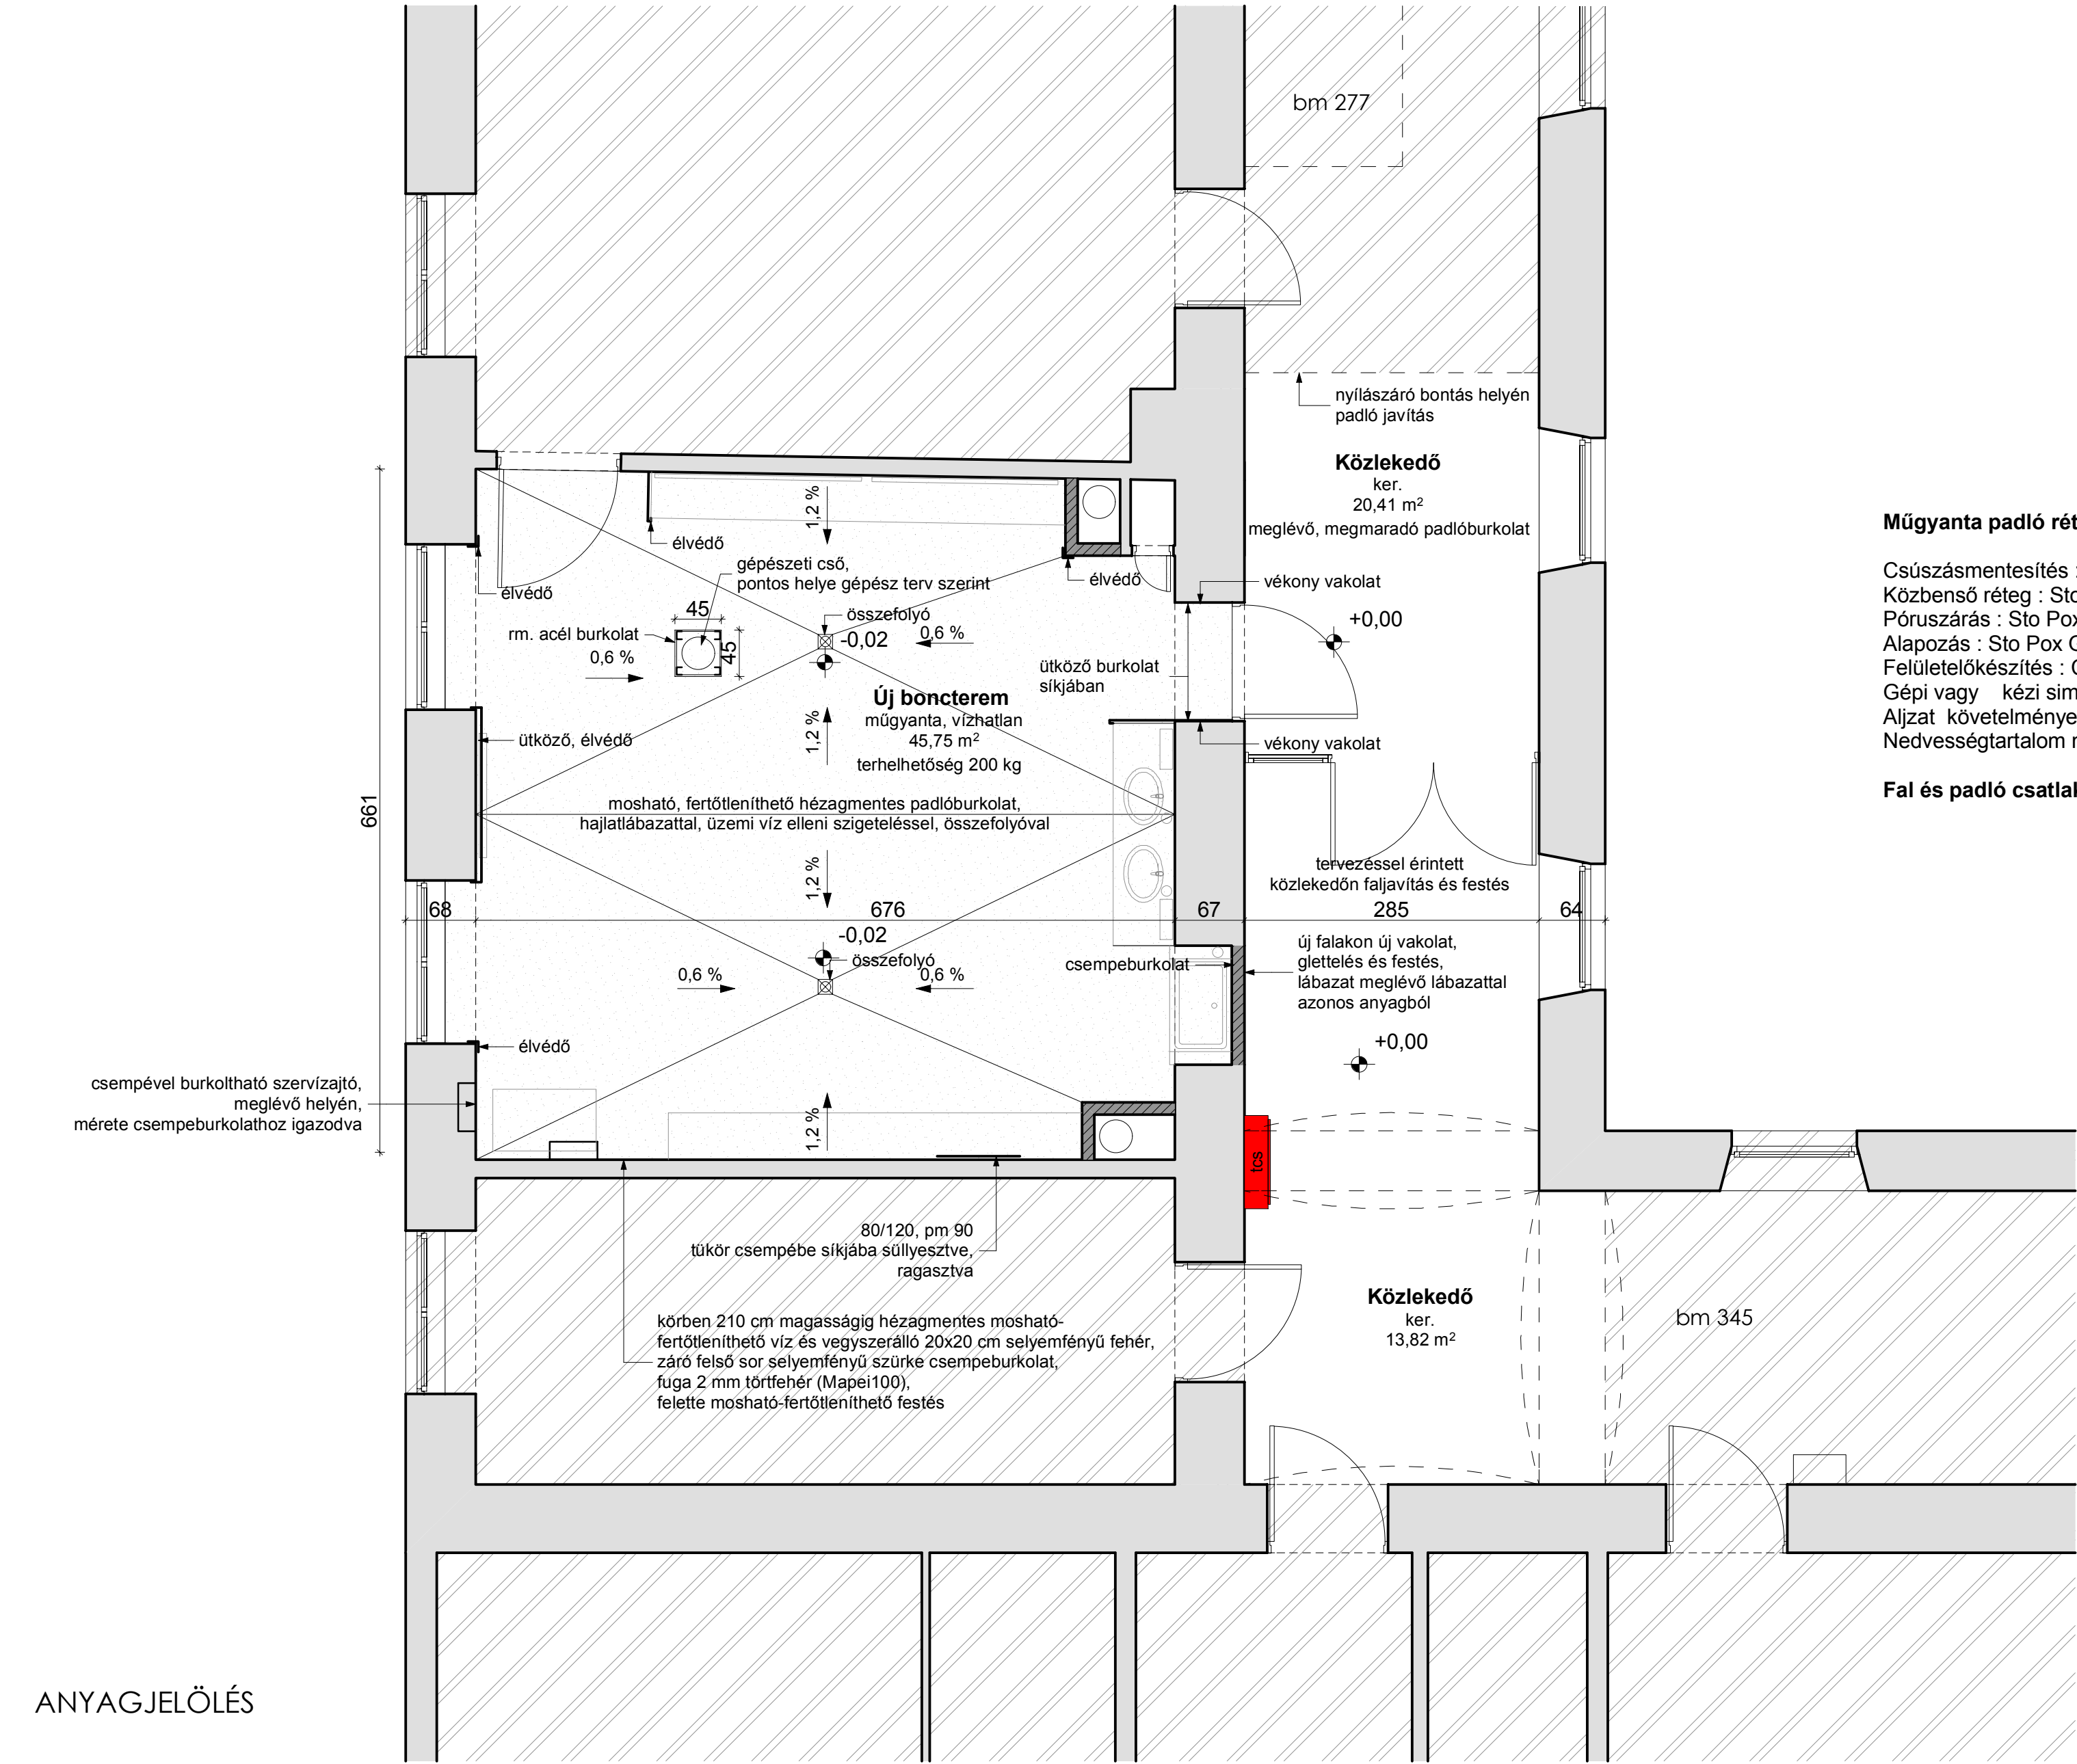 bm 277
nyílászáró bontás helyén
padló javítás
Közlekedő
ker.
20,41 m²
meglévő, megmaradó padlóburkolat
1,2 %
élvédő
gépészeti cső,
pontos helye gépész terv szerint
élvédő
élvédő
vékony vakolat
45
összefolyó
+0,00
rm. acél burkolat
-0,02
0,6 %
45
0,6 %
ütköző burkolat
síkjában
Új boncterem
műgyanta, vízhatlan
45,75 m²
terhelhetőség 200 kg
1,2 %
ütköző, élvédő
vékony vakolat
661
mosható, fertőtleníthető hézagmentes padlóburkolat,
hajlatlábazattal, üzemi víz elleni szigeteléssel, összefolyóval
1,2 %
tervezéssel érintett
közlekedőn faljavítás és festés
68
676
67
285
64
-0,02
összefolyó
0,6 %
0,6 %
csempeburkolat
új falakon új vakolat,
glettelés és festés,
lábazat meglévő lábazattal
azonos anyagból
+0,00
élvédő
csempével burkoltható szervízajtó,
meglévő helyén,
mérete csempeburkolathoz igazodva
1,2 %
tcs
80/120, pm 90
tükör csempébe síkjába süllyesztve,
ragasztva
körben 210 cm magasságig hézagmentes mosható-
fertőtleníthető víz és vegyszerálló 20x20 cm selyemfényű fehér,
záró felső sor selyemfényű szürke csempeburkolat,
fuga 2 mm törtfehér (Mapei100),
felette mosható-fertőtleníthető festés
Közlekedő
ker.
13,82 m²
bm 345
Műgyanta padló
Csúszásmentesítés :
Közbenső réteg :
Póruszárás : Sto Pox
Alapozás : Sto Pox
Felületelőkészítés :
Gépi vagy kézi
Aljzat
Nedvességtartalom
Fal és padló
ANYAGJELÖLÉS